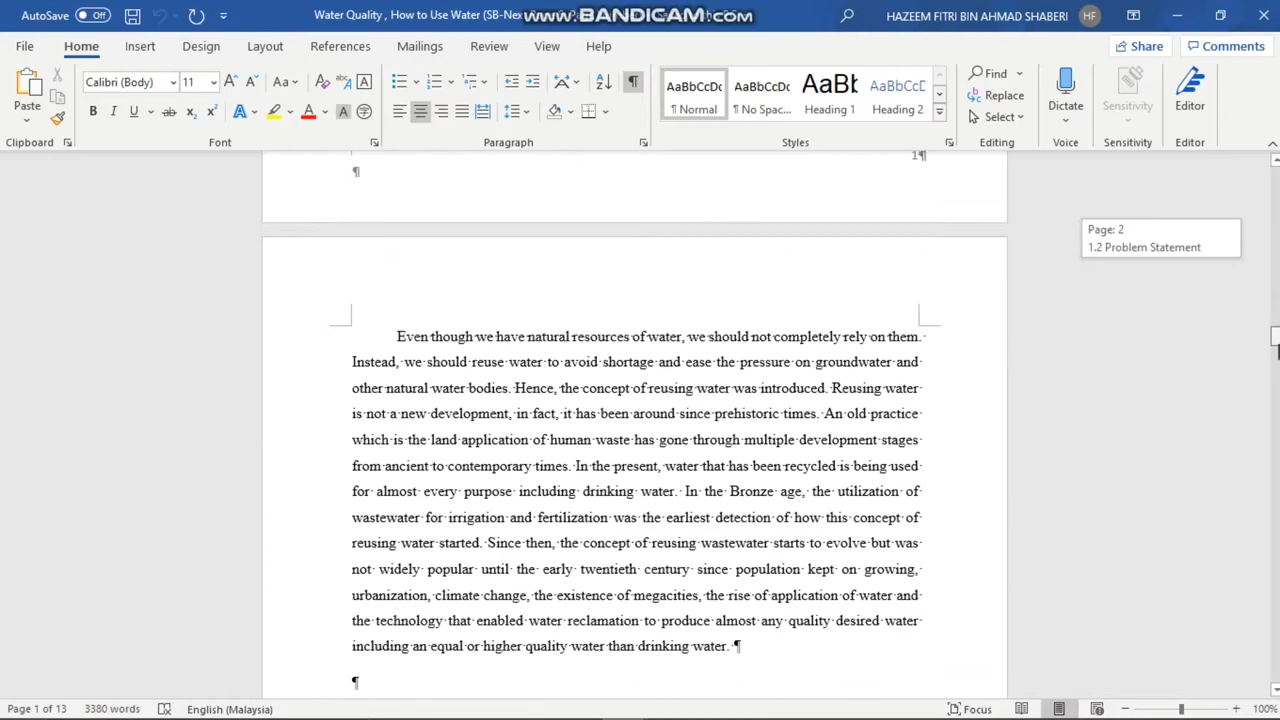 AutoSave Off
Water Quality , How to Use Water (SB-Nex
www.BANDICAM.com
HAZEEM FITRI BIN AHMAD SHABERI HF
File Home Insert Design Layout References Mailings Review View Help
Share Comments
Paste
Calibri (Body) 11
AaBbCcDc AaBbCcDc AaBb AaBbCcD
¶ Normal ¶ No Spac... Heading 1 Heading 2
Find
Replace
Select
Dictate
Sensitivity
Editor
Clipboard Font Paragraph Styles Editing Voice Sensitivity Editor
1¶
¶
Page: 2
1.2 Problem Statement
Even though we have natural resources of water, we should not completely rely on them.
Instead, we should reuse water to avoid shortage and ease the pressure on groundwater and
other natural water bodies. Hence, the concept of reusing water was introduced. Reusing water
is not a new development, in fact, it has been around since prehistoric times. An old practice
which is the land application of human waste has gone through multiple development stages
from ancient to contemporary times. In the present, water that has been recycled is being used
for almost every purpose including drinking water. In the Bronze age, the utilization of
wastewater for irrigation and fertilization was the earliest detection of how this concept of
reusing water started. Since then, the concept of reusing wastewater starts to evolve but was
not widely popular until the early twentieth century since population kept on growing,
urbanization, climate change, the existence of megacities, the rise of application of water and
the technology that enabled water reclamation to produce almost any quality desired water
including an equal or higher quality water than drinking water. ¶
¶
Page 1 of 13 3380 words English (Malaysia) Focus 100%